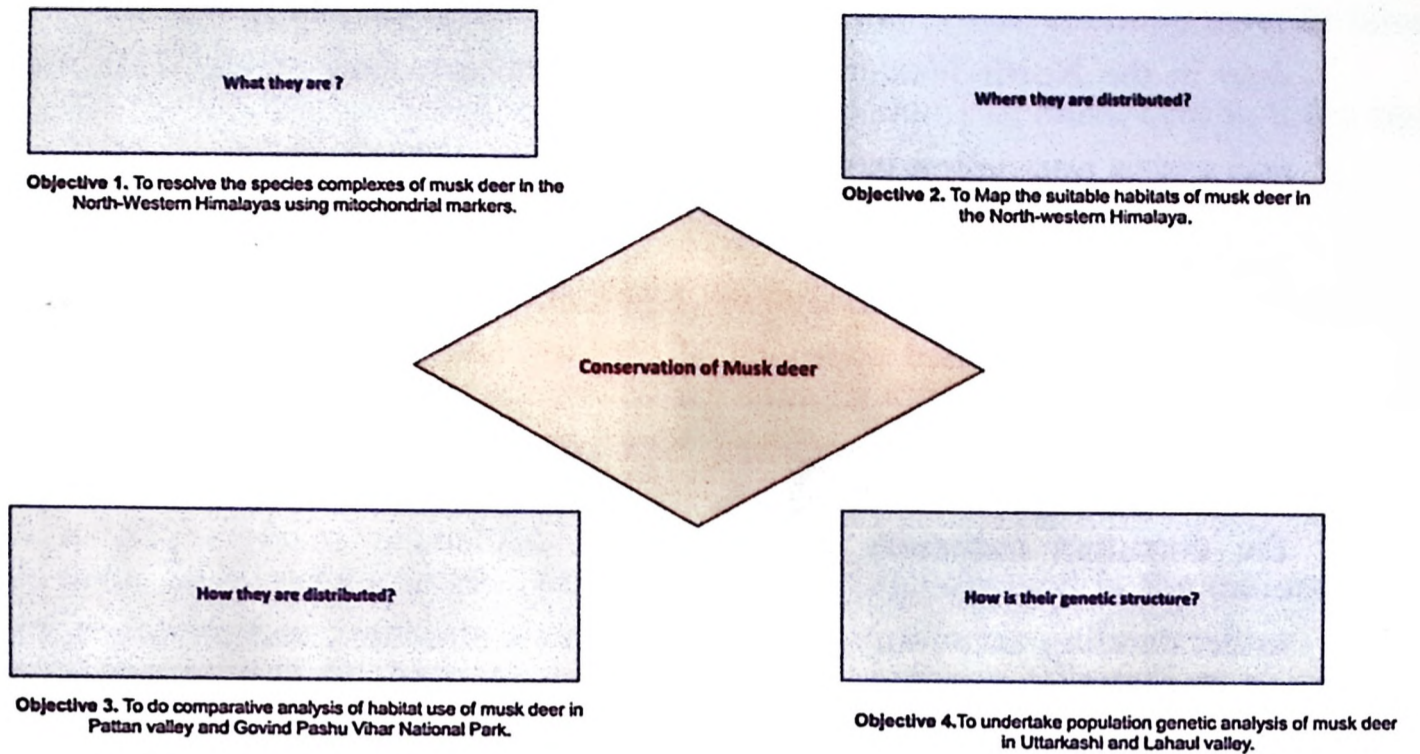 What they are ?
Objective 1. To resolve the species complexes of musk deer in the
North-Western Himalayas using mitochondrial markers.
Where they are distributed?
Objective 2. To Map the suitable habitats of musk deer in
the North-western Himalaya.
Conservation of Musk deer
How they are distributed?
Objective 3. To do comparative analysis of habitat use of musk deer in
Pattan valley and Govind Pashu Vihar National Park.
How is their genetic structure?
Objective 4.To undertake population genetic analysis of musk deer
in Uttarkashi and Lahaul valley.